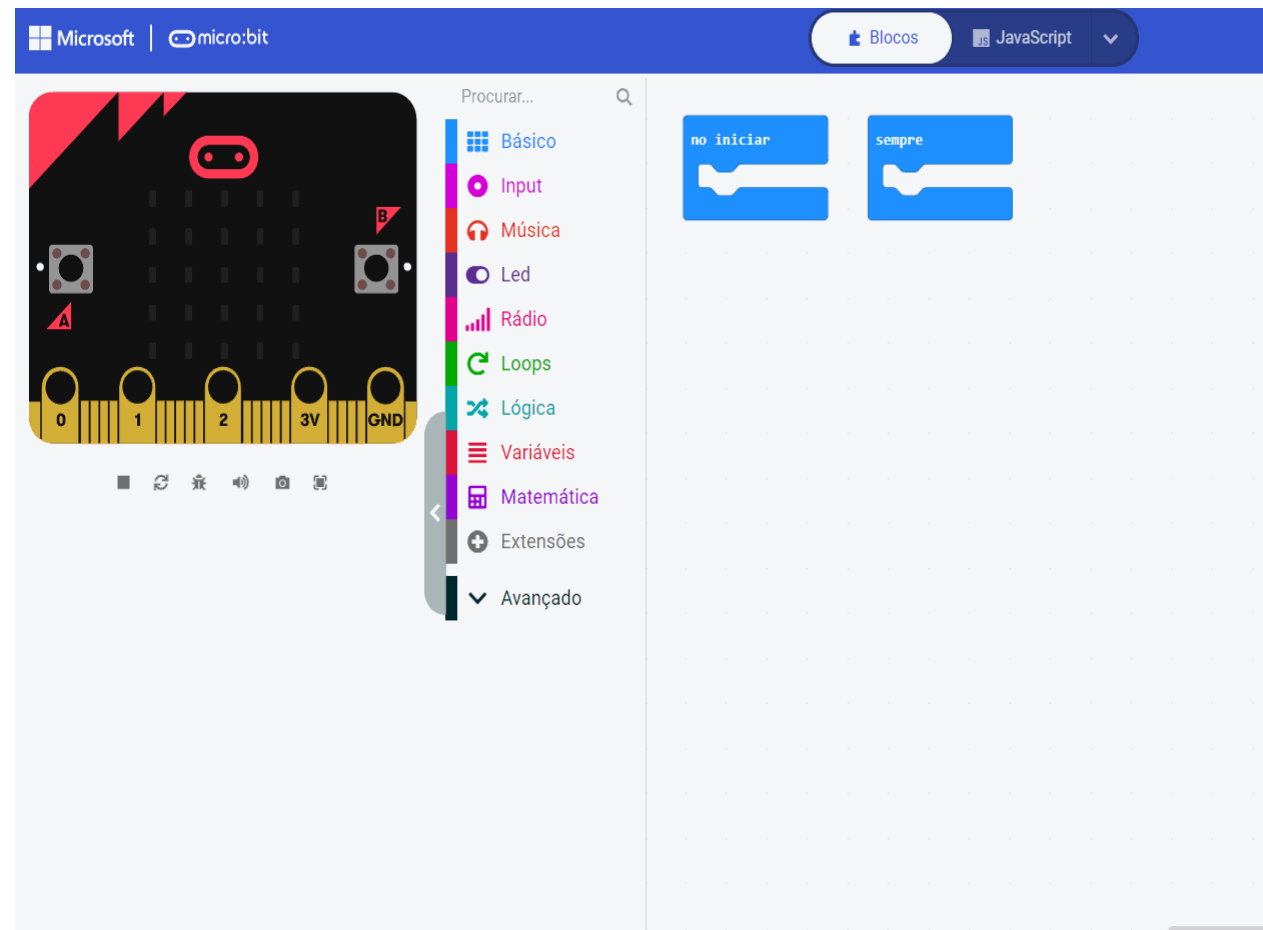 Microsoft micro:bit
Blocos JavaScript
Procurar...
Básico
Input
Música
Led
Rádio
Loops
Lógica
Variáveis
Matemática
Extensões
Avançado
B
A
0 1 2 3V GND
no iniciar
sempre